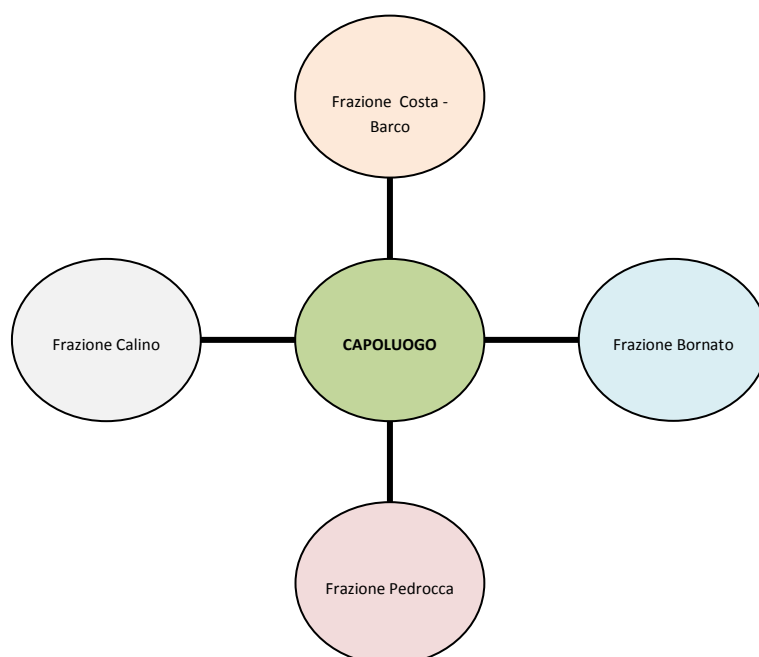 Frazione Costa -
Barco
Frazione Calino
CAPOLUOGO
Frazione Bornato
Frazione Pedrocca